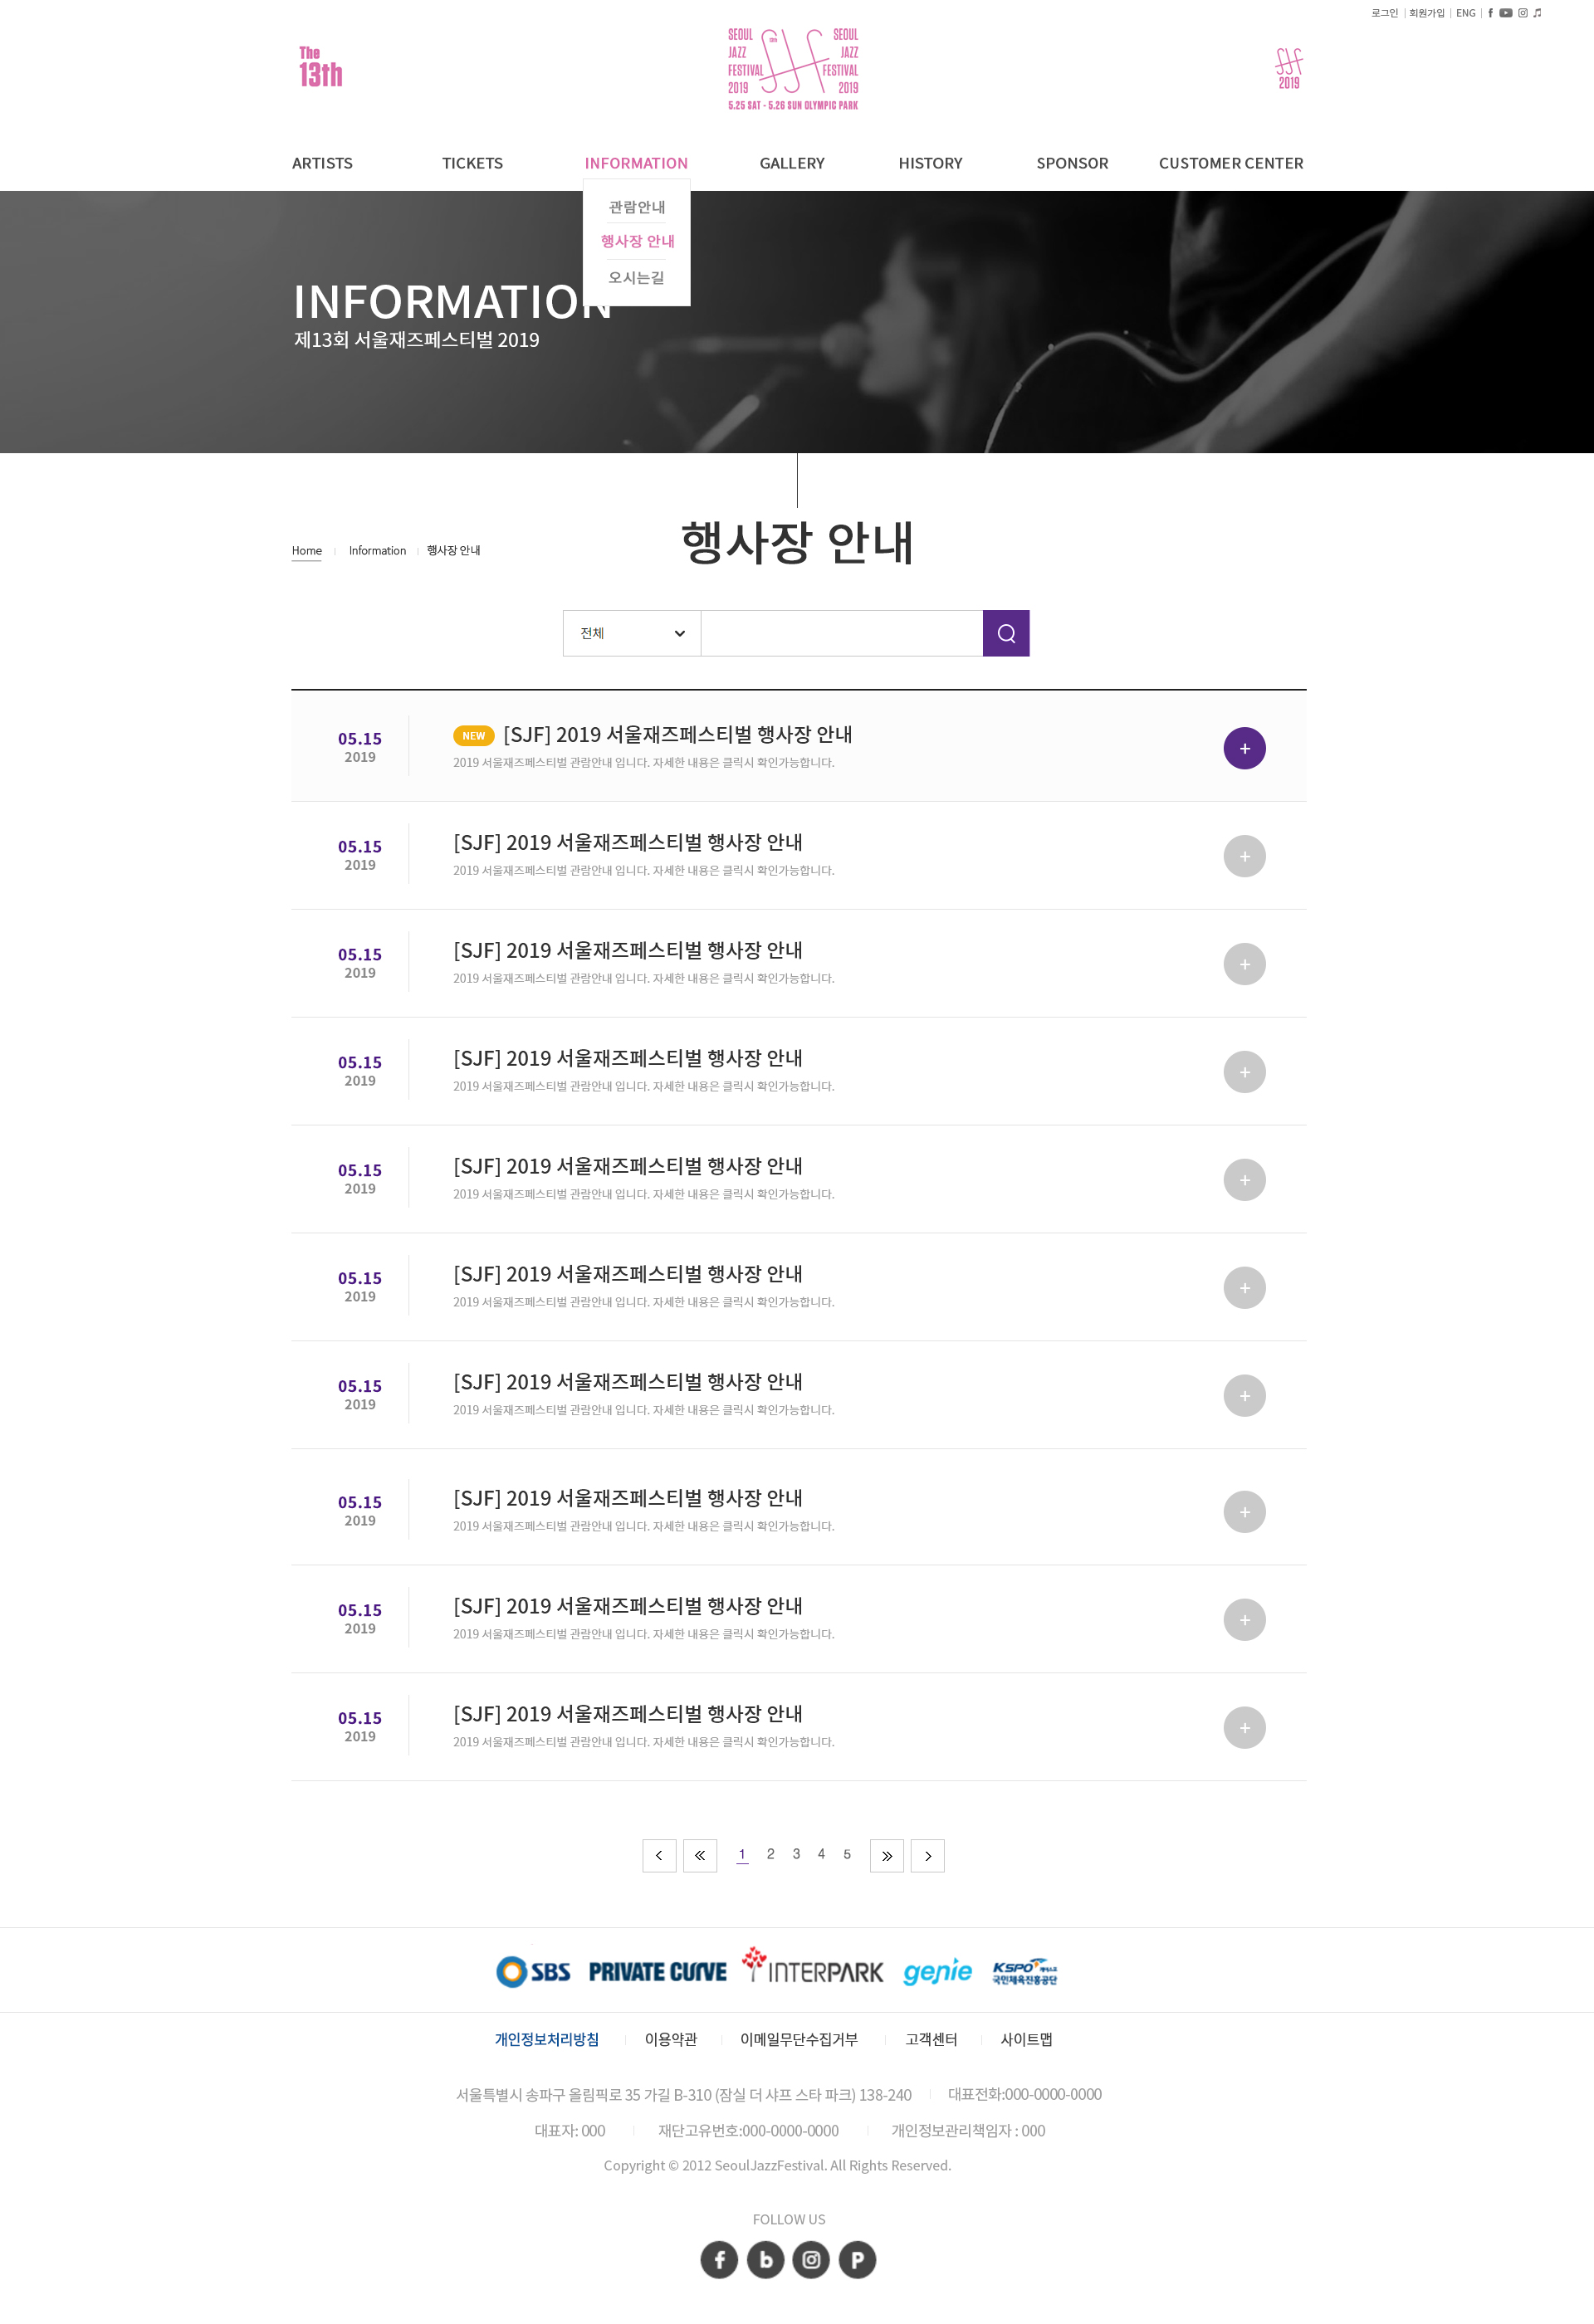 로그인 | 회원가입 | ENG |
The
13th
SEOUL
JAZZ
FESTIVAL
2019
13th
SEOUL
JAZZ
FESTIVAL
2019
5.25 SAT - 5.26 SUN OLYMPIC PARK
2019
ARTISTS TICKETS INFORMATION GALLERY HISTORY SPONSOR CUSTOMER CENTER
관람안내
행사장 안내
오시는길
INFORMATION
제13회 서울재즈페스티벌 2019
Home Information 행사장 안내
행사장 안내
전체
05.15
2019
NEW [SJF] 2019 서울재즈페스티벌 행사장 안내
2019 서울재즈페스티벌 관람안내 입니다. 자세한 내용은 클릭시 확인가능합니다.
05.15
2019
[SJF] 2019 서울재즈페스티벌 행사장 안내
2019 서울재즈페스티벌 관람안내 입니다. 자세한 내용은 클릭시 확인가능합니다.
05.15
2019
[SJF] 2019 서울재즈페스티벌 행사장 안내
2019 서울재즈페스티벌 관람안내 입니다. 자세한 내용은 클릭시 확인가능합니다.
05.15
2019
[SJF] 2019 서울재즈페스티벌 행사장 안내
2019 서울재즈페스티벌 관람안내 입니다. 자세한 내용은 클릭시 확인가능합니다.
05.15
2019
[SJF] 2019 서울재즈페스티벌 행사장 안내
2019 서울재즈페스티벌 관람안내 입니다. 자세한 내용은 클릭시 확인가능합니다.
05.15
2019
[SJF] 2019 서울재즈페스티벌 행사장 안내
2019 서울재즈페스티벌 관람안내 입니다. 자세한 내용은 클릭시 확인가능합니다.
05.15
2019
[SJF] 2019 서울재즈페스티벌 행사장 안내
2019 서울재즈페스티벌 관람안내 입니다. 자세한 내용은 클릭시 확인가능합니다.
05.15
2019
[SJF] 2019 서울재즈페스티벌 행사장 안내
2019 서울재즈페스티벌 관람안내 입니다. 자세한 내용은 클릭시 확인가능합니다.
05.15
2019
[SJF] 2019 서울재즈페스티벌 행사장 안내
2019 서울재즈페스티벌 관람안내 입니다. 자세한 내용은 클릭시 확인가능합니다.
05.15
2019
[SJF] 2019 서울재즈페스티벌 행사장 안내
2019 서울재즈페스티벌 관람안내 입니다. 자세한 내용은 클릭시 확인가능합니다.
1 2 3 4 5
SBS PRIVATE CURVE INTERPARK genie KSPO
국민체육진흥공단
개인정보처리방침 이용약관 이메일무단수집거부 고객센터 사이트맵
서울특별시 송파구 올림픽로 35 가길 B-310 (잠실 더 샤프 스타 파크) 138-240 대표전화:000-0000-0000
대표자: 000 재단고유번호:000-0000-0000 개인정보관리책임자 : 000
Copyright © 2012 SeoulJazzFestival. All Rights Reserved.
FOLLOW US